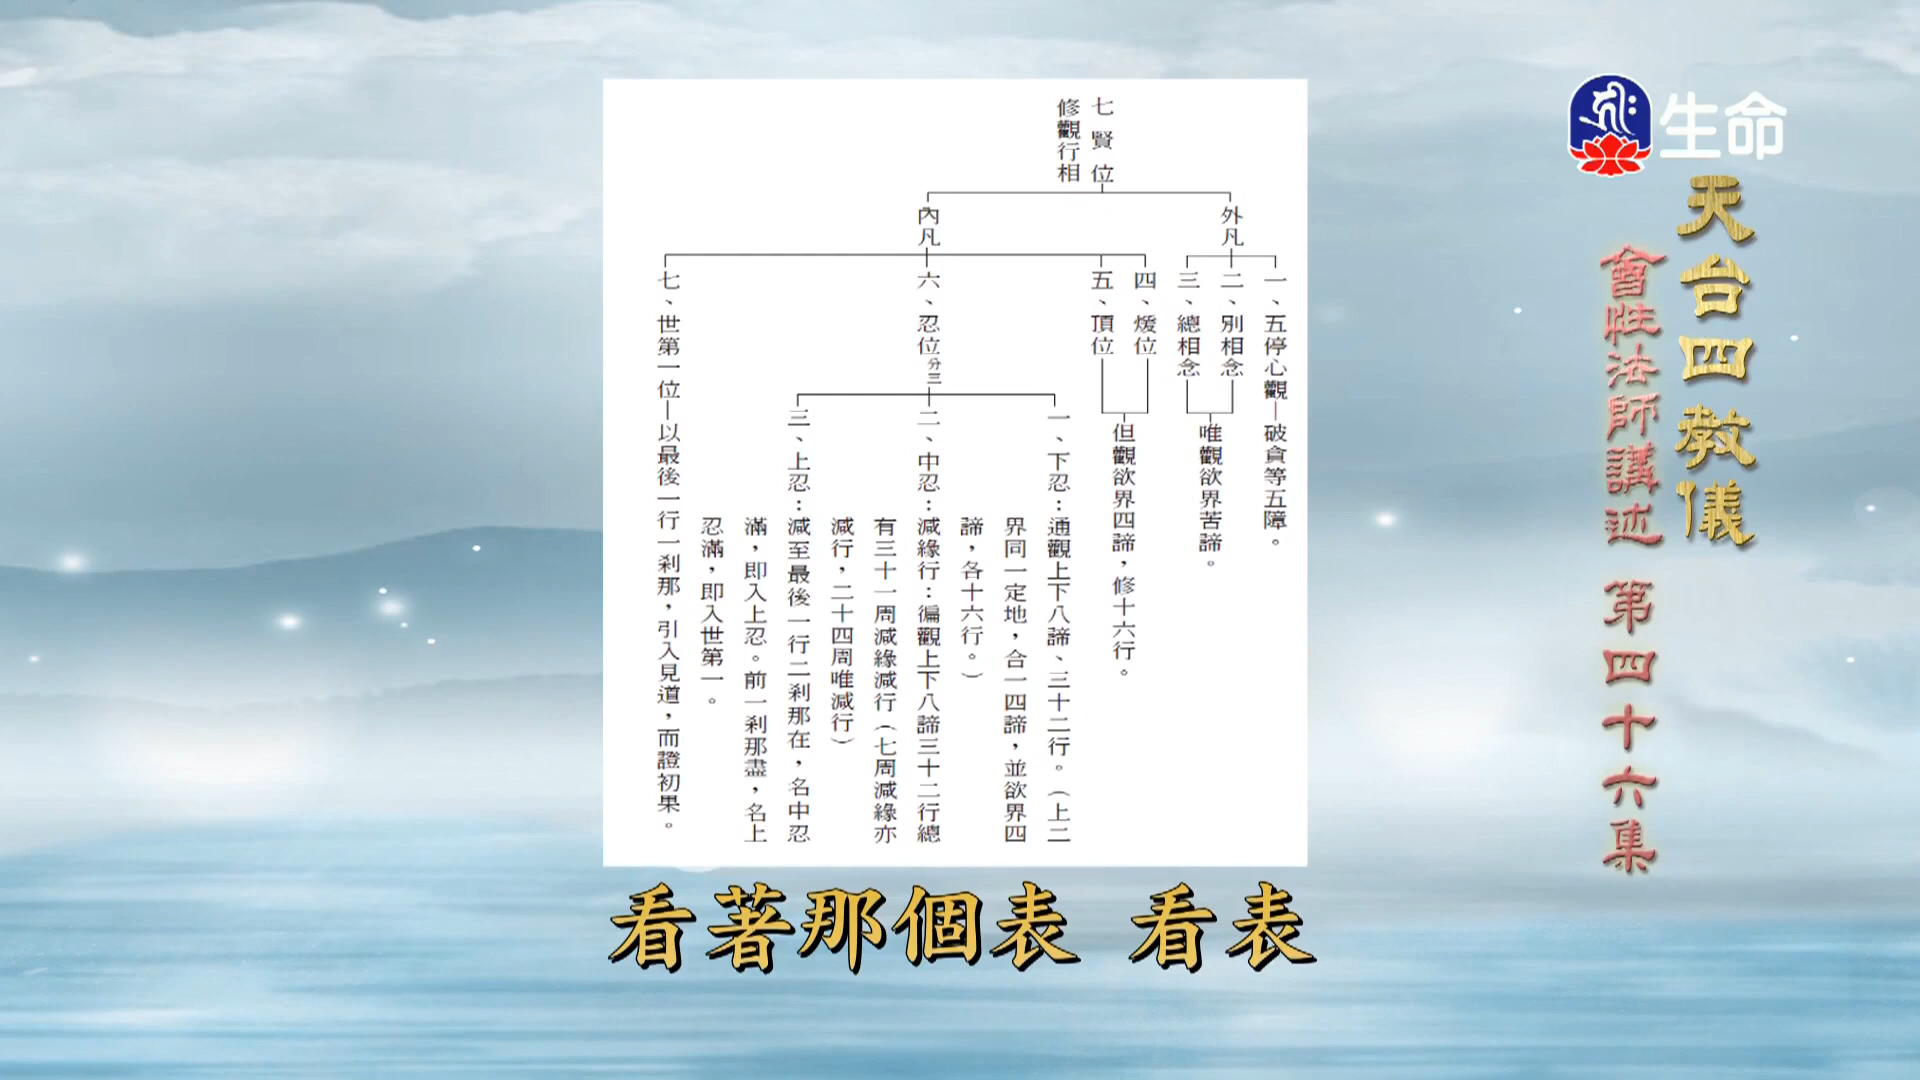 七賢位
修觀行相
外凡
一、五停心觀—破貪等五障。
二、別相念
三、總相念
唯觀欲界苦諦。
內凡
四、煖位
五、頂位
但觀欲界四諦，修十六行。
六、忍位分三
一、下忍：通觀上下八諦、三十二行。（上二
界同一定地，合一四諦，並欲界四
諦，各十六行。）
二、中忍：減緣行：徧觀上下八諦三十二行總
有三十一周減緣減行（七周減緣亦
減行，二十四周唯減行）
三、上忍：減至最後一行二剎那在，名中忍
滿，即入上忍。前一剎那盡，名上
忍滿，即入世第一。
七、世第一位—以最後一行一剎那，引入見道，而證初果。
生命
天台四教儀
會性法師講述 第四十六集
看著那個表 看表